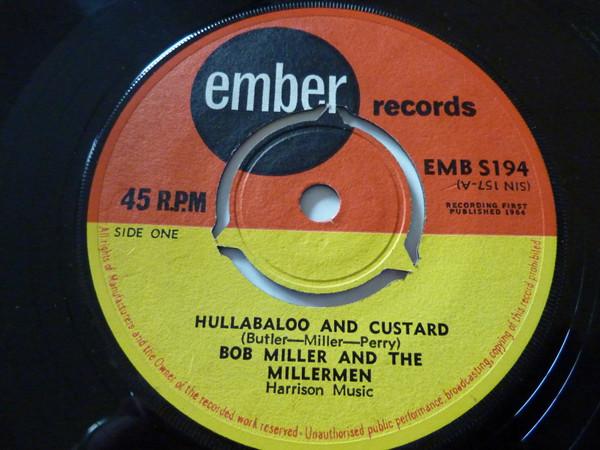 ember records
EMB S194
(SIN 157-A)
45 R.P.M
RECORDING FIRST
PUBLISHED 1964
SIDE ONE
HULLABALOO AND CUSTARD
(Butler—Miller—Perry)
BOB MILLER AND THE
MILLERMEN
Harrison Music
All rights of the Manufacturers and the Owner of the recorded work reserved · Unauthorised public performance, broadcasting, copying of this record prohibited